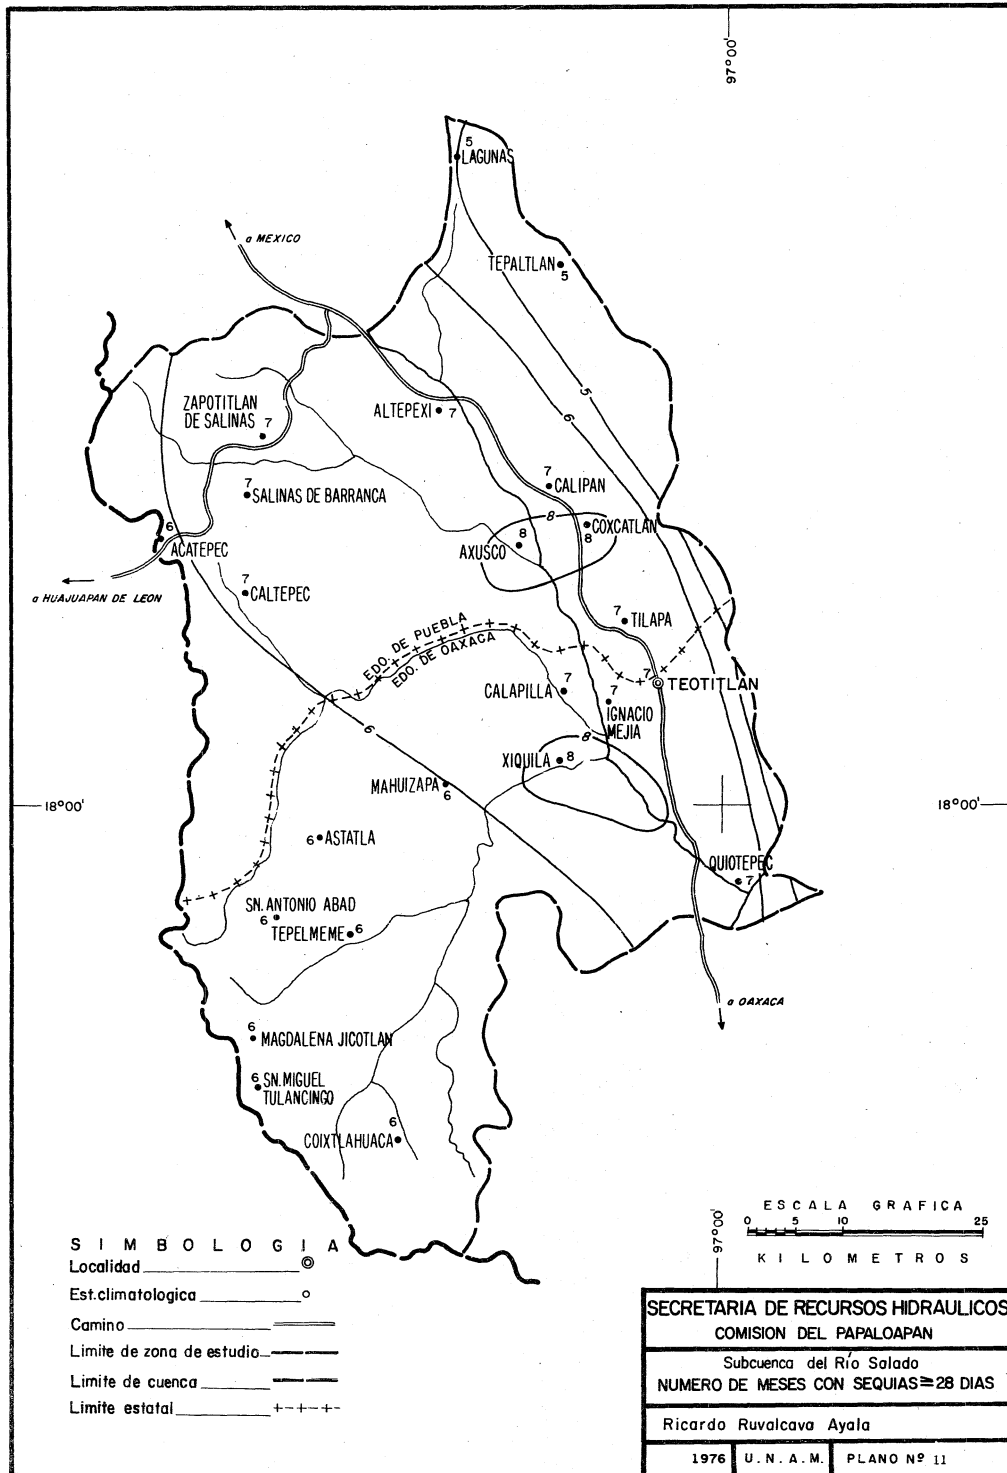 97°00'
5
LAGUNAS
a MEXICO
TEPALTLAN
5
ZAPOTITLAN
DE SALINAS
7
ALTEPEXI
7
5
6
7
SALINAS DE BARRANCA
7
CALIPAN
8
COXCATLAN
8
6
ACATEPEC
AXUSCO
8
7
CALTEPEC
a HUAJUAPAN DE LEON
7
TILAPA
EDO. DE PUEBLA
EDO. DE OAXACA
7
TEOTITLAN
CALAPILLA
7
7
IGNACIO
MEJIA
6
8
XIQUILA
8
MAHUIZAPA
6
18°00'
18°00'
6
ASTATLA
QUIOTEPEC
7
SN. ANTONIO ABAD
6
TEPELMEME
6
a OAXACA
6
MAGDALENA JICOTLAN
6
SN. MIGUEL
TULANCINGO
6
COIXTLAHUACA
97°00'
ESCALA GRAFICA
0 5 10 25
KILOMETROS
SIMBOLOGIA
Localidad
Est.climatologica
Camino
Limite de zona de estudio
Limite de cuenca
Limite estatal
SECRETARIA DE RECURSOS HIDRAULICOS
COMISION DEL PAPALOAPAN
Subcuenca del Río Salado
NUMERO DE MESES CON SEQUIAS ≧ 28 DIAS
Ricardo Ruvalcava Ayala
1976 U.N.A.M. PLANO Nº 11